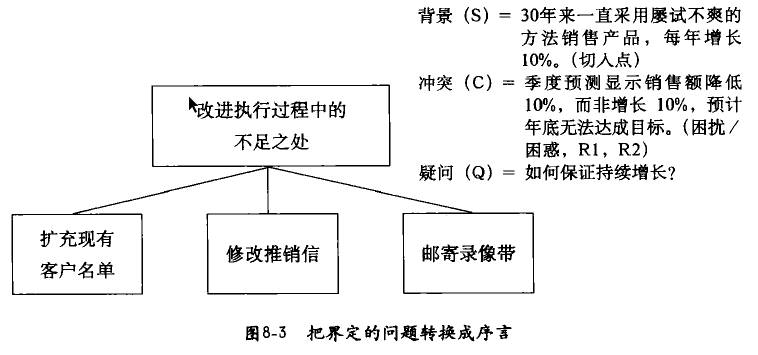 背景（S）= 30年来一直采用屡试不爽的
方法销售产品，每年增长
10%。（切入点）
冲突（C）= 季度预测显示销售额降低
10%，而非增长 10%，预计
年底无法达成目标。（困扰/
困惑，R1，R2）
疑问（Q）= 如何保证持续增长？
改进执行过程中的
不足之处
扩充现有
客户名单
修改推销信
邮寄录像带
图8-3 把界定的问题转换成序言